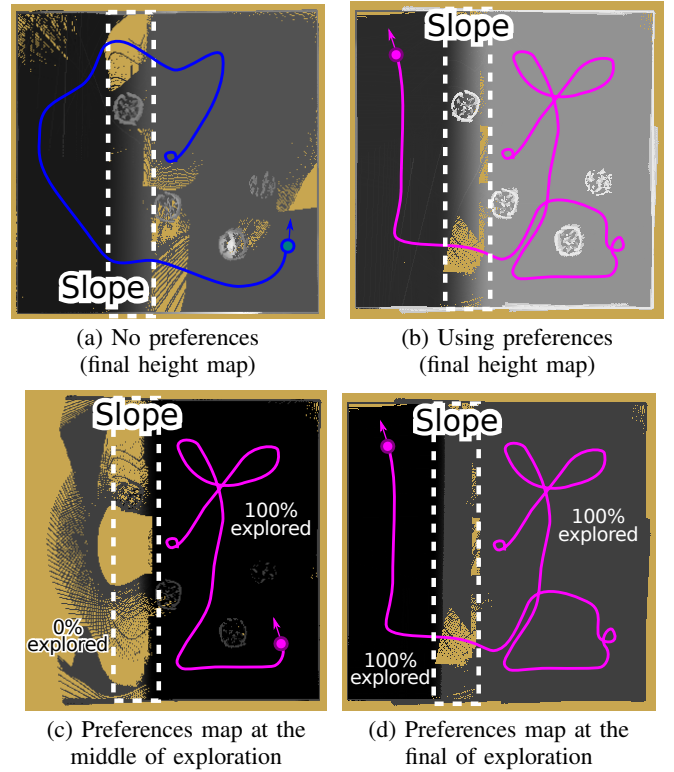 Slope
Slope
(a) No preferences
(final height map)
Slope
(b) Using preferences
(final height map)
Slope
100%
explored
0%
explored
(c) Preferences map at the
middle of exploration
Slope
100%
explored
100%
explored
(d) Preferences map at the
final of exploration